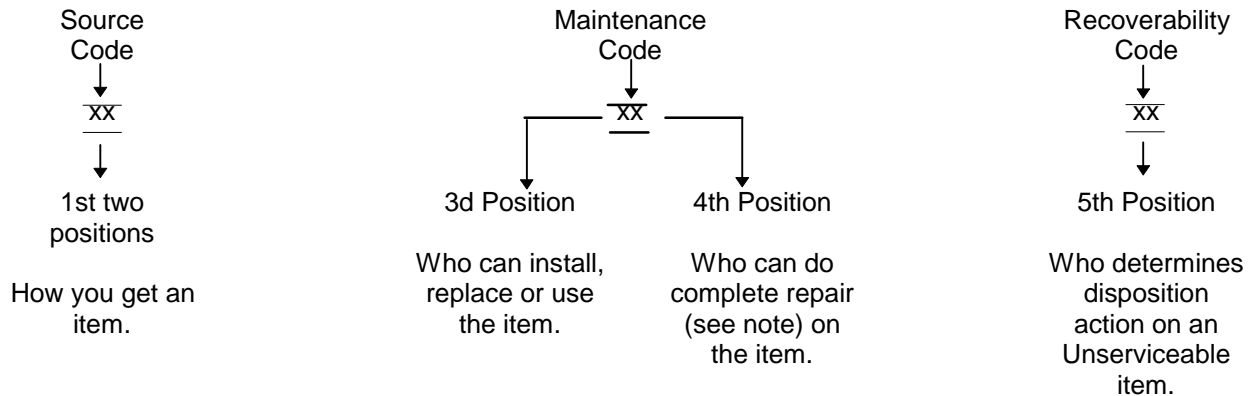 Source
Code
xx
1st two
positions
How you get an
item.
Maintenance
Code
xx
3d Position
Who can install,
replace or use
the item.
4th Position
Who can do
complete repair
(see note) on
the item.
Recoverability
Code
xx
5th Position
Who determines
disposition
action on an
Unserviceable
item.